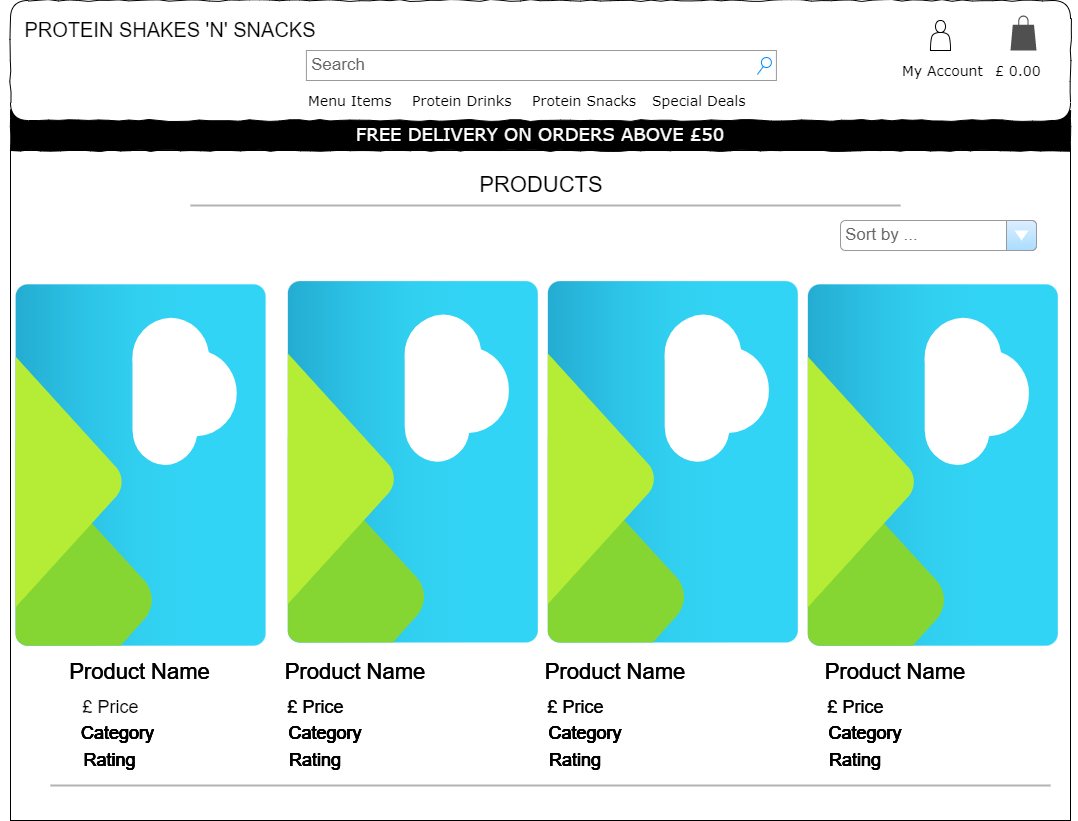 PROTEIN SHAKES 'N' SNACKS
Search
My Account £ 0.00
Menu Items Protein Drinks Protein Snacks Special Deals
FREE DELIVERY ON ORDERS ABOVE £50
PRODUCTS
Sort by ...
Product Name Product Name Product Name Product Name
£ Price £ Price £ Price £ Price
Category Category Category Category
Rating Rating Rating Rating